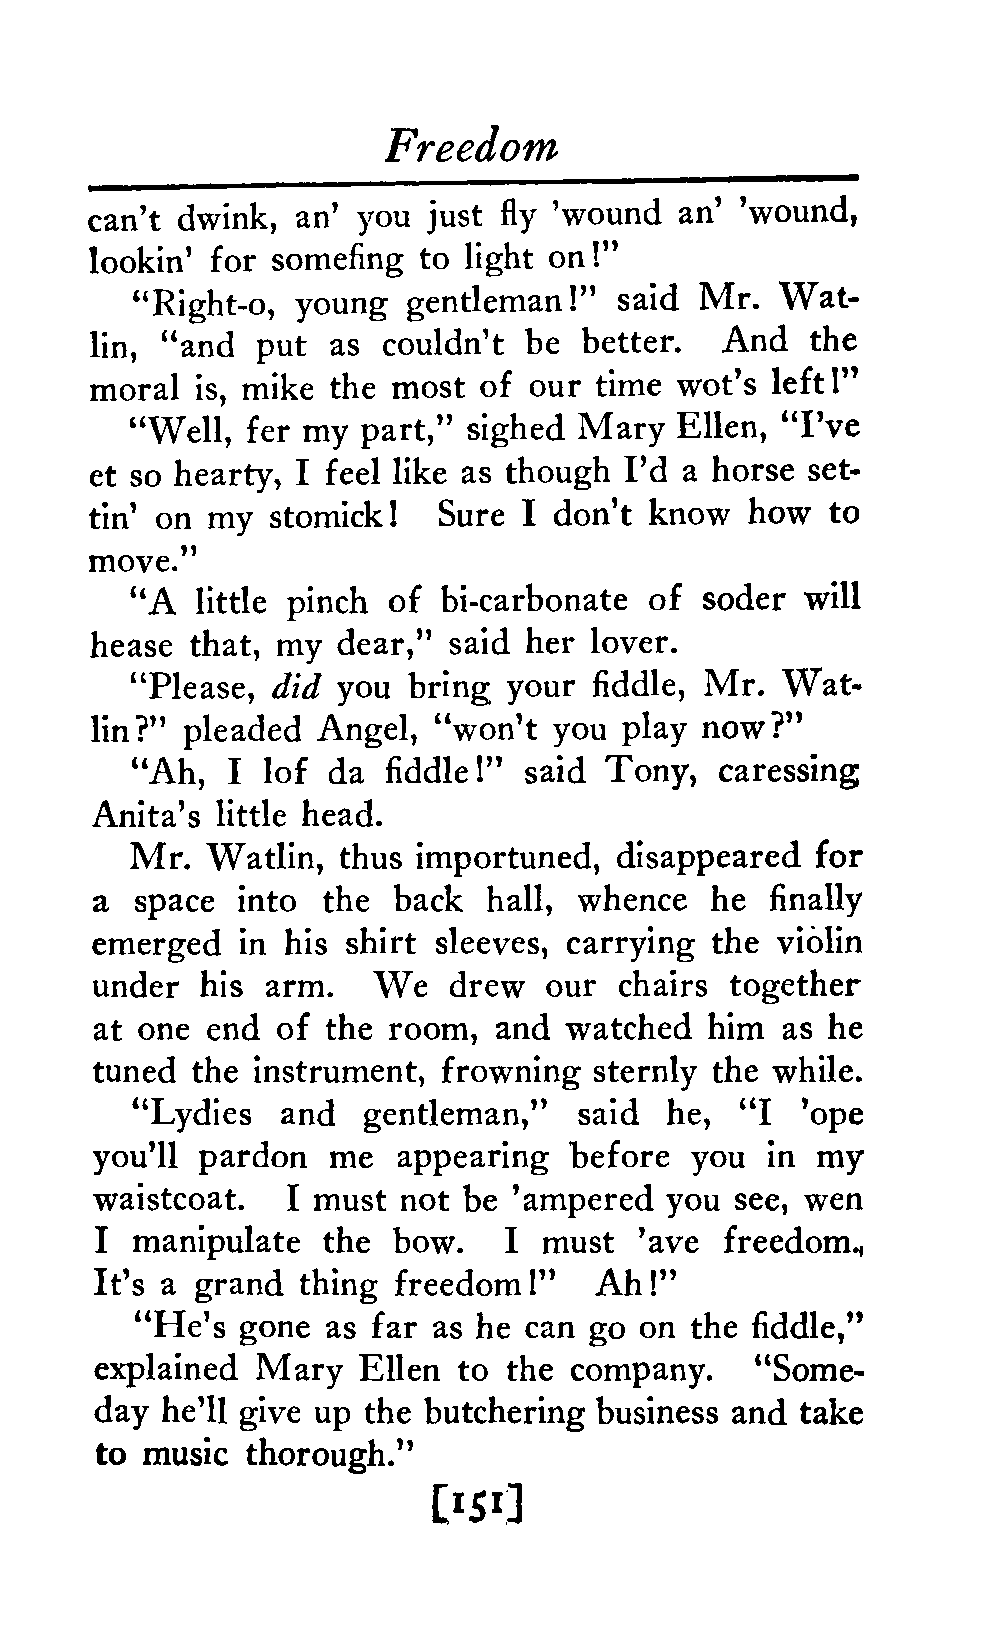 Freedom
can't dwink, an' you just fly 'wound an' 'wound,
lookin' for somefing to light on!"
"Right-o, young gentleman!" said Mr. Wat-
lin, "and put as couldn't be better. And the
moral is, mike the most of our time wot's left!"
"Well, fer my part," sighed Mary Ellen, "I've
et so hearty, I feel like as though I'd a horse set-
tin' on my stomick! Sure I don't know how to
move."
"A little pinch of bi-carbonate of soder will
hease that, my dear," said her lover.
"Please, did you bring your fiddle, Mr. Wat-
lin?" pleaded Angel, "won't you play now?"
"Ah, I lof da fiddle!" said Tony, caressing
Anita's little head.
Mr. Watlin, thus importuned, disappeared for
a space into the back hall, whence he finally
emerged in his shirt sleeves, carrying the violin
under his arm. We drew our chairs together
at one end of the room, and watched him as he
tuned the instrument, frowning sternly the while.
"Lydies and gentleman," said he, "I 'ope
you'll pardon me appearing before you in my
waistcoat. I must not be 'ampered you see, wen
I manipulate the bow. I must 'ave freedom.,
It's a grand thing freedom!" Ah!"
"He's gone as far as he can go on the fiddle,"
explained Mary Ellen to the company. "Some-
day he'll give up the butchering business and take
to music thorough."
[151]